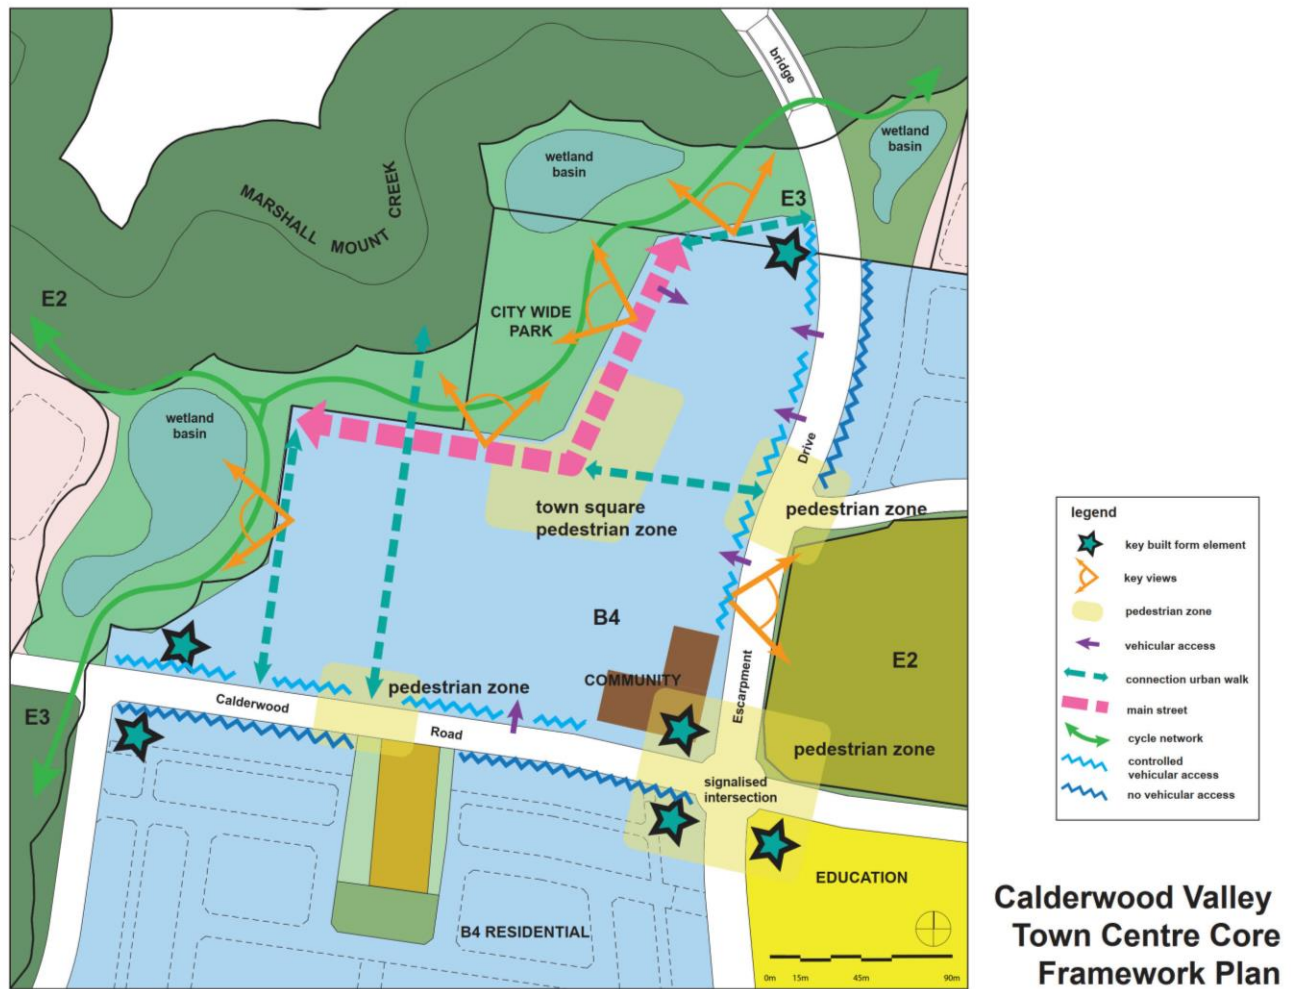 bridge
wetland
basin
wetland
basin
MARSHALL
MOUNT
CREEK
E3
E2
CITY WIDE
PARK
wetland
basin
Drive
town square
pedestrian zone
pedestrian zone
legend
key built form element
key views
pedestrian zone
vehicular access
connection urban walk
main street
cycle network
controlled
vehicular access
no vehicular access
B4
E2
COMMUNITY
pedestrian zone
Escarpment
Calderwood
Road
E3
pedestrian zone
signalised
intersection
EDUCATION
B4 RESIDENTIAL
0m 15m 45m 90m
Calderwood Valley
Town Centre Core
Framework Plan